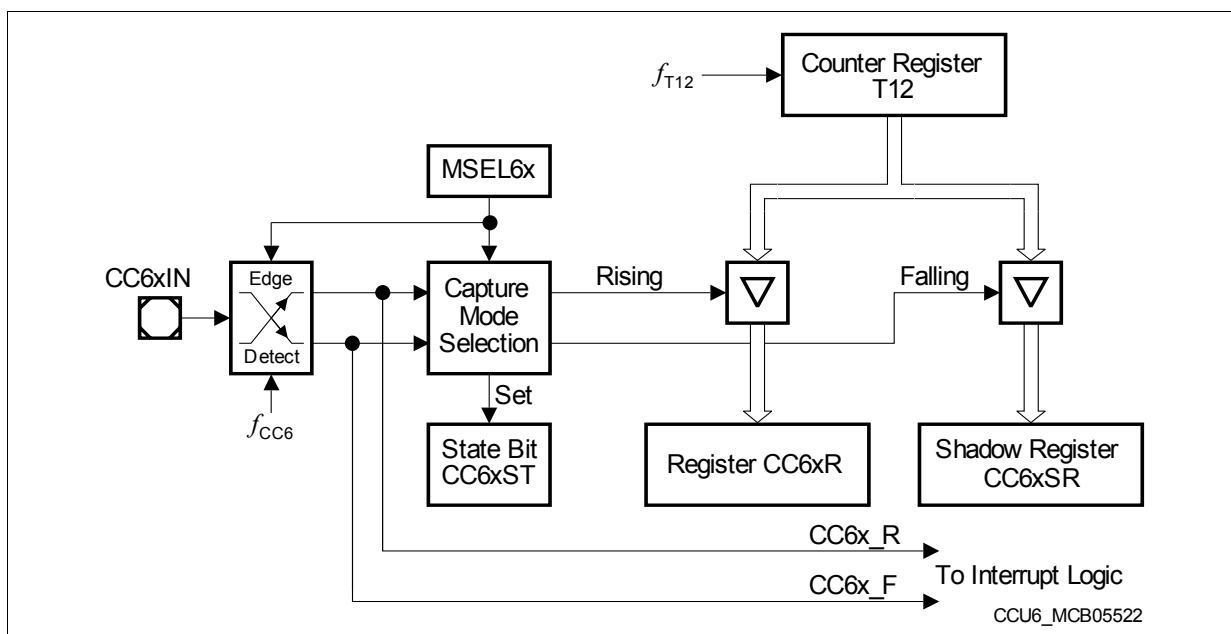 Counter Register
T12
fT12
MSEL6x
CC6xIN
Edge
Detect
Capture
Mode
Selection
Rising
Falling
fCC6
Set
State Bit
CC6xST
Register CC6xR
Shadow Register
CC6xSR
CC6x_R
CC6x_F
To Interrupt Logic
CCU6_MCB05522